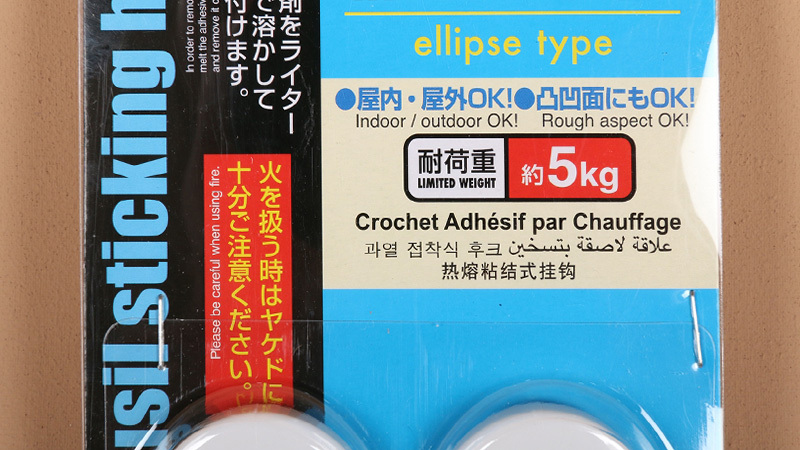 ellipse type
●屋内・屋外OK!●凸凹面にもOK!
Indoor / outdoor OK! Rough aspect OK!
耐荷重
LIMITED WEIGHT
約5kg
Crochet Adhésif par Chauffage
과열 접착식 후크 علاقة لاصقة بتسخين
热熔粘结式挂钩
剤をライター
で溶かして
付けます。
In order to remo
melt the adhesiv
and remove it o
火を扱う時はヤケドに
十分ご注意ください。
Please be careful when using fire.
usil sticking h